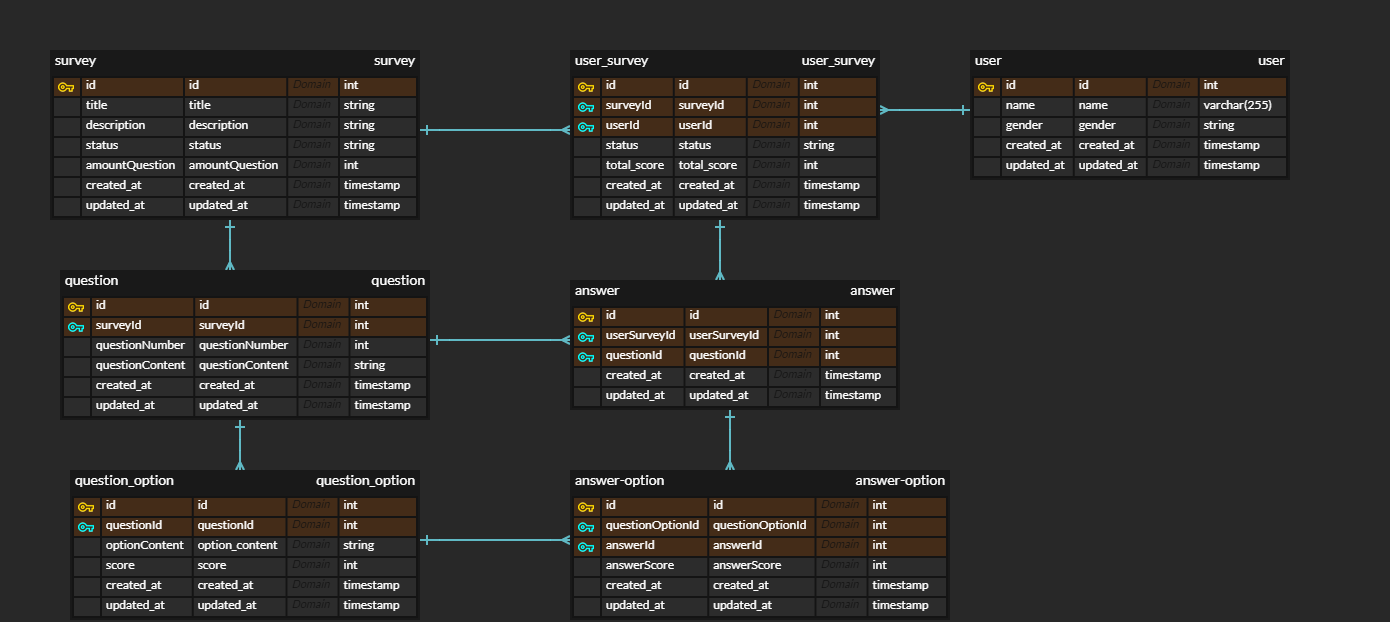 survey survey
id id Domain int
title title Domain string
description description Domain string
status status Domain string
amountQuestion amountQuestion Domain int
created_at created_at Domain timestamp
updated_at updated_at Domain timestamp
user_survey user_survey
id id Domain int
surveyId surveyId Domain int
userId userId Domain int
status status Domain string
total_score total_score Domain int
created_at created_at Domain timestamp
updated_at updated_at Domain timestamp
user user
id id Domain int
name name Domain varchar(255)
gender gender Domain string
created_at created_at Domain timestamp
updated_at updated_at Domain timestamp
question question
id id Domain int
surveyId surveyId Domain int
questionNumber questionNumber Domain int
questionContent questionContent Domain string
created_at created_at Domain timestamp
updated_at updated_at Domain timestamp
answer answer
id id Domain int
userSurveyId userSurveyId Domain int
questionId questionId Domain int
created_at created_at Domain timestamp
updated_at updated_at Domain timestamp
question_option question_option
id id Domain int
questionId questionId Domain int
optionContent option_content Domain string
score score Domain int
created_at created_at Domain timestamp
updated_at updated_at Domain timestamp
answer-option answer-option
id id Domain int
questionOptionId questionOptionId Domain int
answerId answerId Domain int
answerScore answerScore Domain int
created_at created_at Domain timestamp
updated_at updated_at Domain timestamp